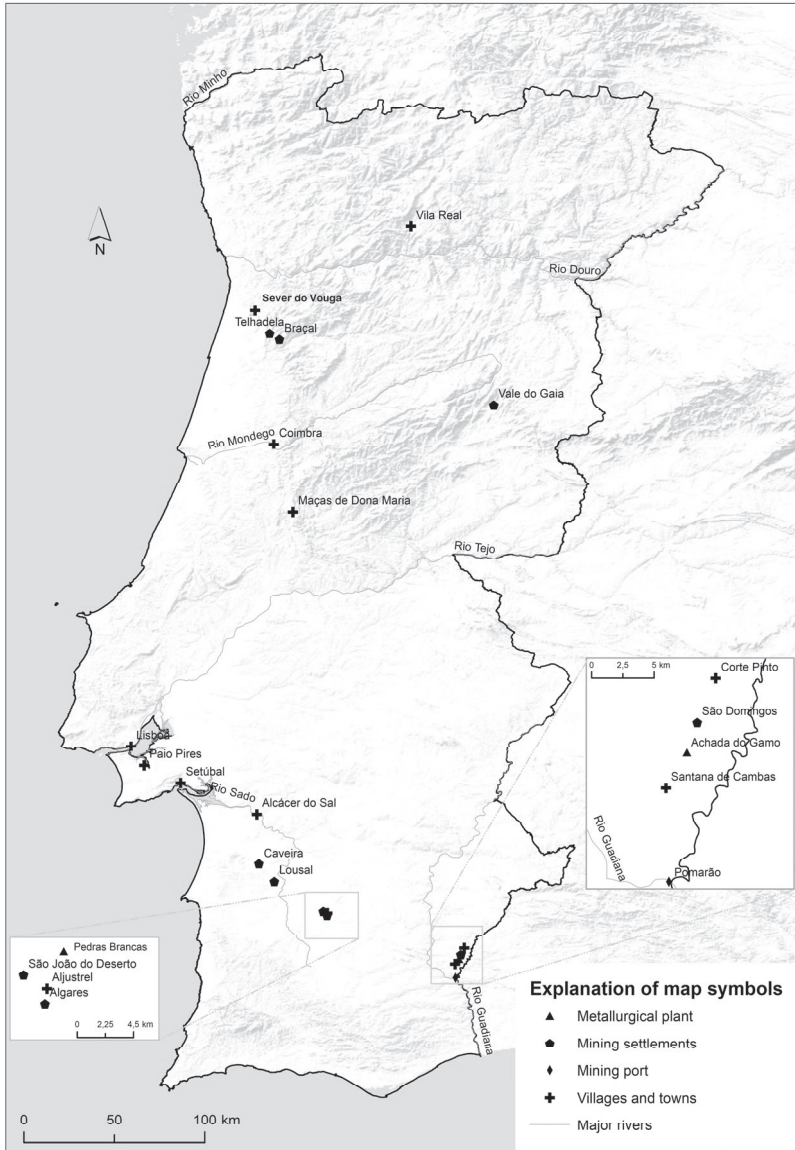 Rio Minho
N
Vila Real
Rio Douro
Sever do Vouga
Telhadela
Braçal
Vale do Gaia
Rio Mondego
Coimbra
Maças de Dona Maria
Rio Tejo
Lisboa
Paio Pires
Setúbal
Rio Sado
Alcácer do Sal
Caveira
Lousal
Rio Guadiana
0 2,5 5 km
Corte Pinto
São Domingos
Achada do Gamo
Santana de Cambas
Rio Guadiana
Pomarão
Pedras Brancas
São João do Deserto
Aljustrel
Algares
0 2,25 4,5 km
Explanation of map symbols
Metallurgical plant
Mining settlements
Mining port
Villages and towns
Major rivers
0 50 100 km